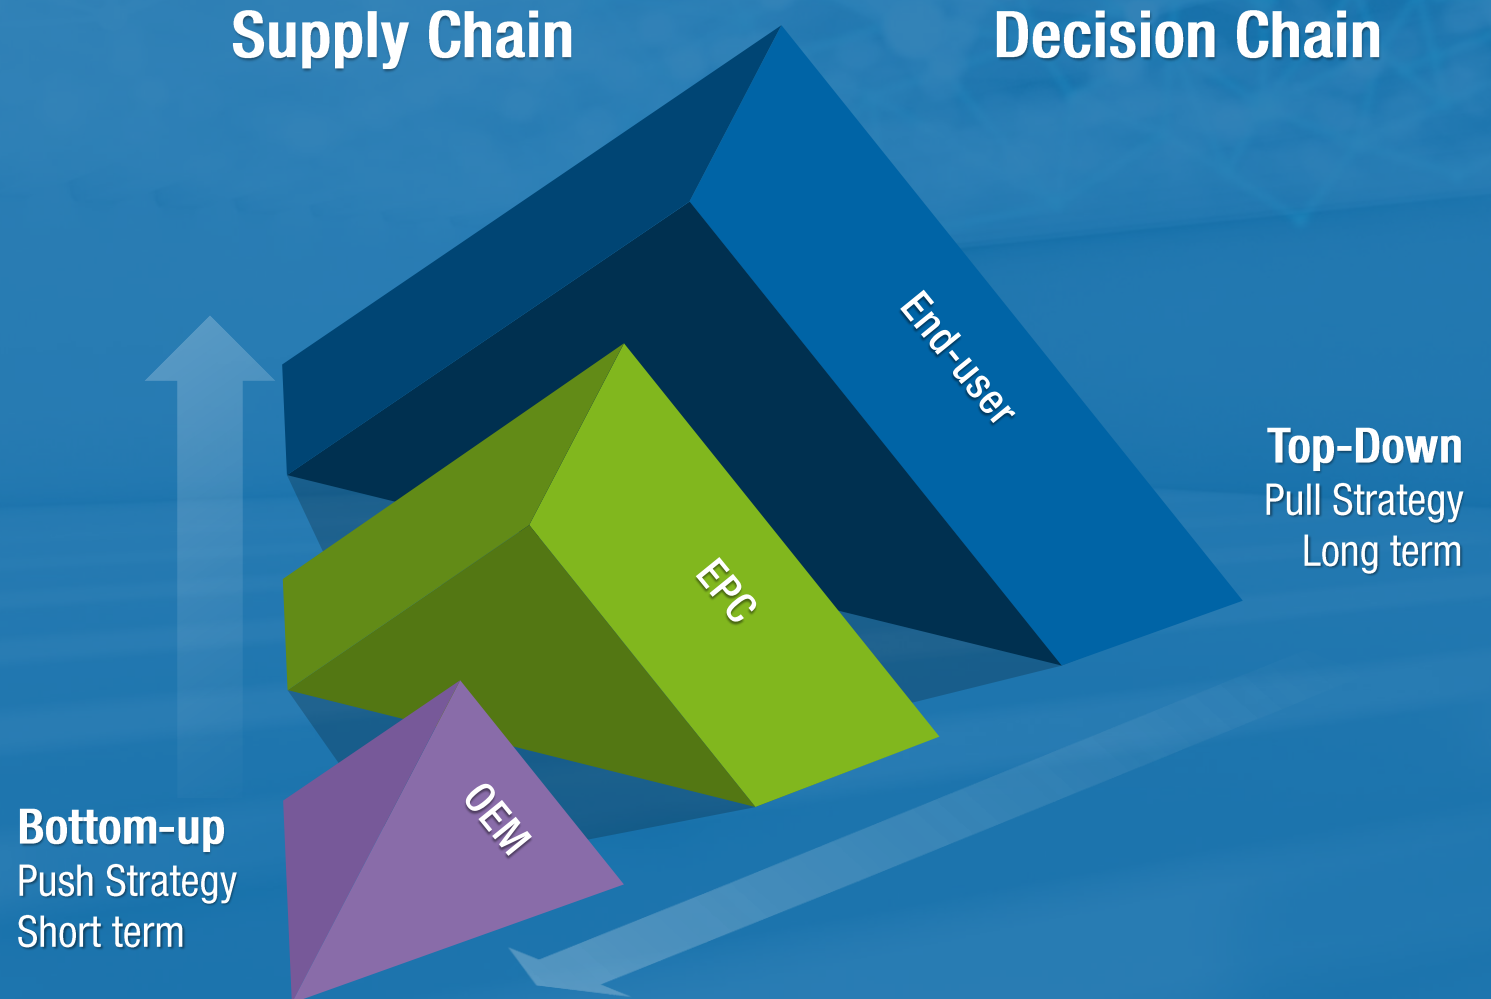 Supply Chain
Decision Chain
End-user
EPC
OEM
Top-Down
Pull Strategy
Long term
Bottom-up
Push Strategy
Short term